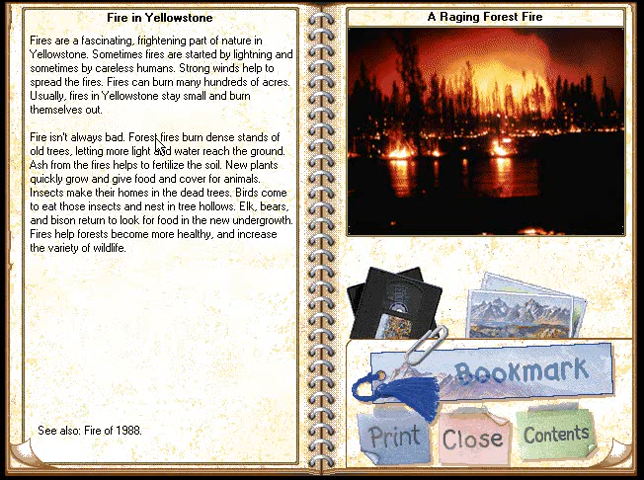 Fire in Yellowstone
Fires are a fascinating, frightening part of nature in
Yellowstone. Sometimes fires are started by lightning and
sometimes by careless humans. Strong winds help to
spread the fires. Fires can burn many hundreds of acres.
Usually, fires in Yellowstone stay small and burn
themselves out.
Fire isn't always bad. Forest fires burn dense stands of
old trees, letting more light and water reach the ground.
Ash from the fires helps to fertilize the soil. New plants
quickly grow and give food and cover for animals.
Insects make their homes in the dead trees. Birds come
to eat those insects and nest in tree hollows. Elk, bears,
and bison return to look for food in the new undergrowth.
Fires help forests become more healthy, and increase
the variety of wildlife.
See also: Fire of 1988.
A Raging Forest Fire
Bookmark
Print
Close
Contents